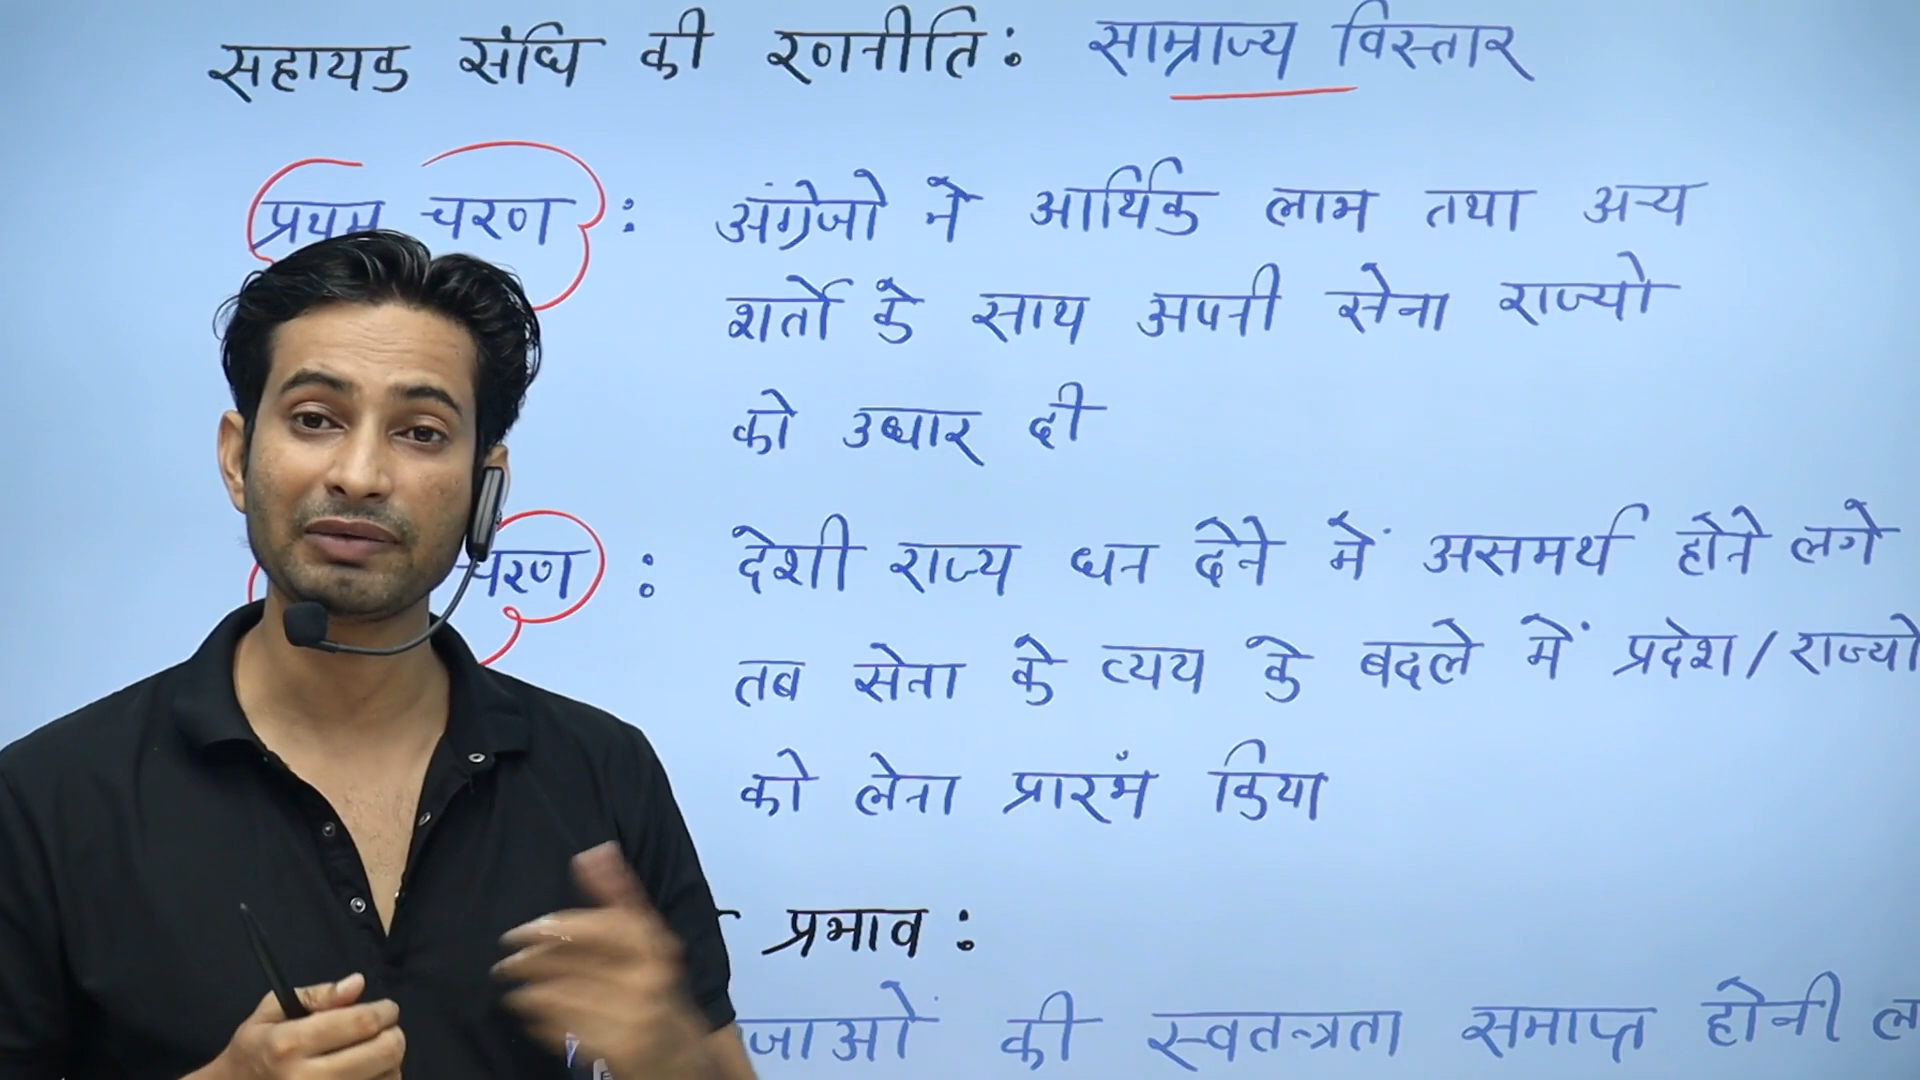 सहायक संधि की रणनीति: साम्राज्य विस्तार
प्रथम चरण : अंग्रेजो ने आर्थिक लाभ तथा अन्य
शर्तो के साथ अपनी सेना राज्यो
को उधार दी
चरण : देशी राज्य धन देने में असमर्थ होने लगे
तब सेना के व्यय के बदले में प्रदेश/राज्यो
को लेना प्रारंभ किया
प्रभाव :
की स्वतन्त्रता समाप्त होनी